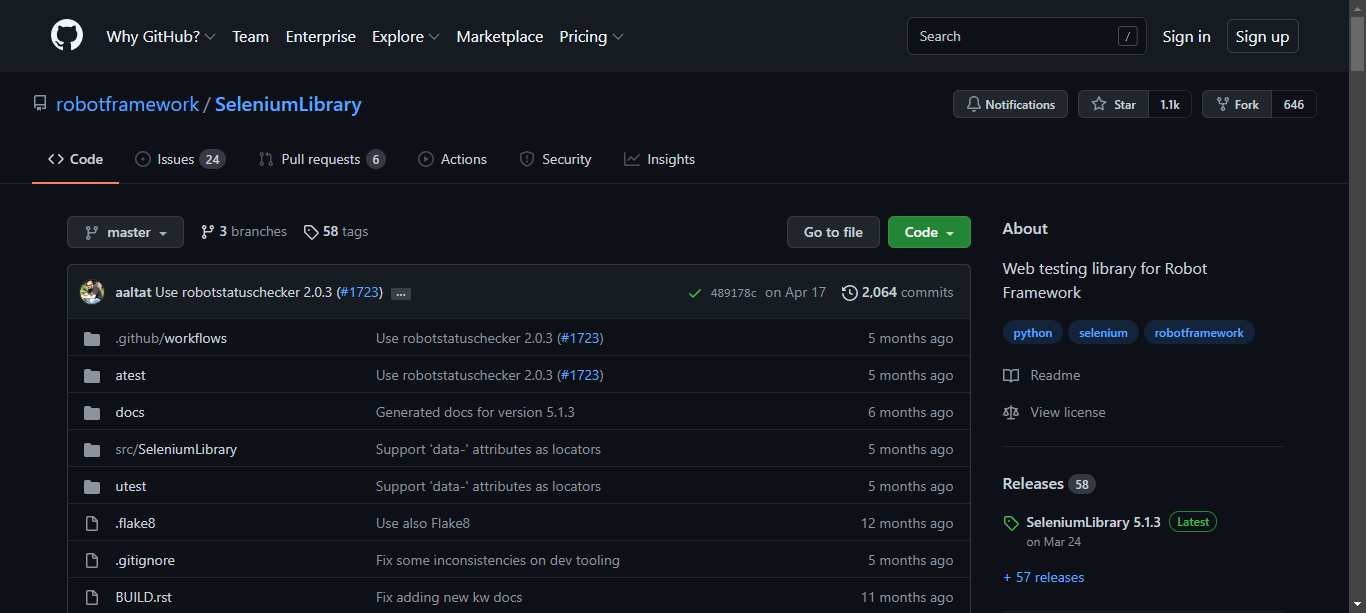 Why GitHub? Team Enterprise Explore Marketplace Pricing Search / Sign in Sign up
robotframework / SeleniumLibrary Notifications Star 1.1k Fork 646
Code Issues 24 Pull requests 6 Actions Security Insights
master 3 branches 58 tags Go to file Code
About
Web testing library for Robot
Framework
python selenium robotframework
Readme
View license
Releases 58
SeleniumLibrary 5.1.3 Latest
on Mar 24
+ 57 releases
aaltat Use robotstatuschecker 2.0.3 (#1723) ... 489178c on Apr 17 2,064 commits
.github/workflows Use robotstatuschecker 2.0.3 (#1723) 5 months ago
atest Use robotstatuschecker 2.0.3 (#1723) 5 months ago
docs Generated docs for version 5.1.3 6 months ago
src/SeleniumLibrary Support 'data-' attributes as locators 5 months ago
utest Support 'data-' attributes as locators 5 months ago
.flake8 Use also Flake8 12 months ago
.gitignore Fix some inconsistencies on dev tooling 5 months ago
BUILD.rst Fix adding new kw docs 11 months ago